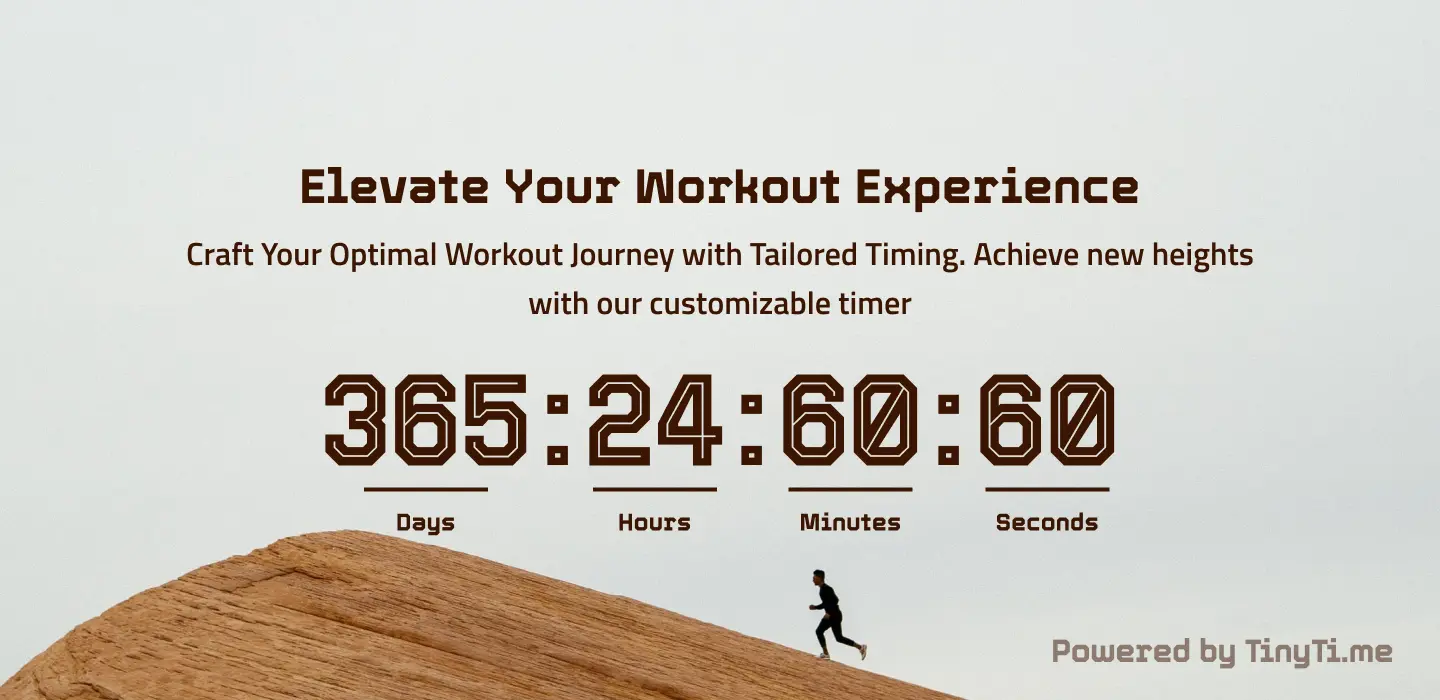 Elevate Your Workout Experience
Craft Your Optimal Workout Journey with Tailored Timing. Achieve new heights
with our customizable timer
365:24:60:60
Days Hours Minutes Seconds
Powered by TinyTi.me